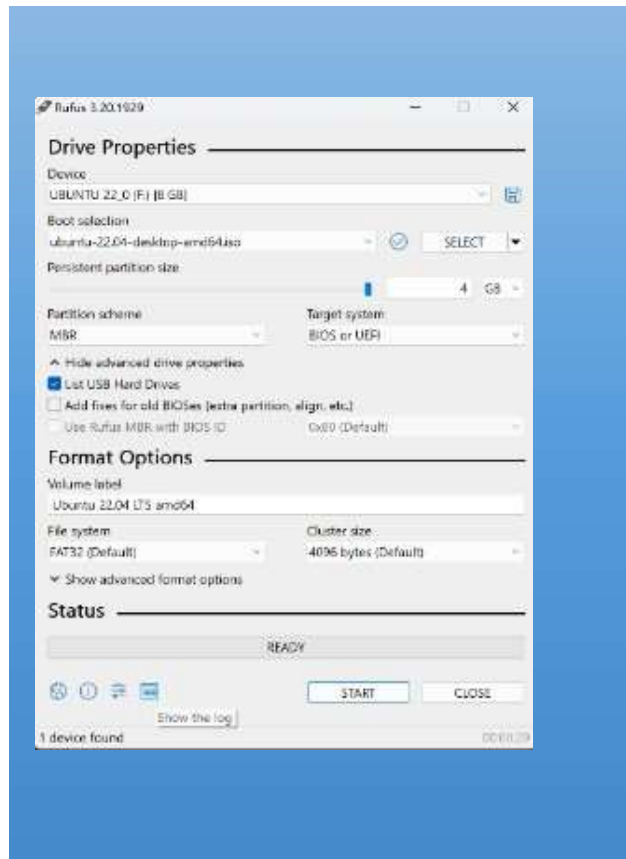 Rufus 3.20.1929
Drive Properties
Device
UBUNTU 22_0 (F:) [8 GB]
Boot selection
ubuntu-22.04-desktop-amd64.iso
SELECT
Persistent partition size
4 GB
Partition scheme Target system
MBR BIOS or UEFI
Hide advanced drive properties
List USB Hard Drives
Add fixes for old BIOSes (extra partition, align, etc.)
Use Rufus MBR with BIOS ID 0x80 (Default)
Format Options
Volume label
Ubuntu 22.04 LTS amd64
File system Cluster size
FAT32 (Default) 4096 bytes (Default)
Show advanced format options
Status
READY
START CLOSE
Show the log
1 device found